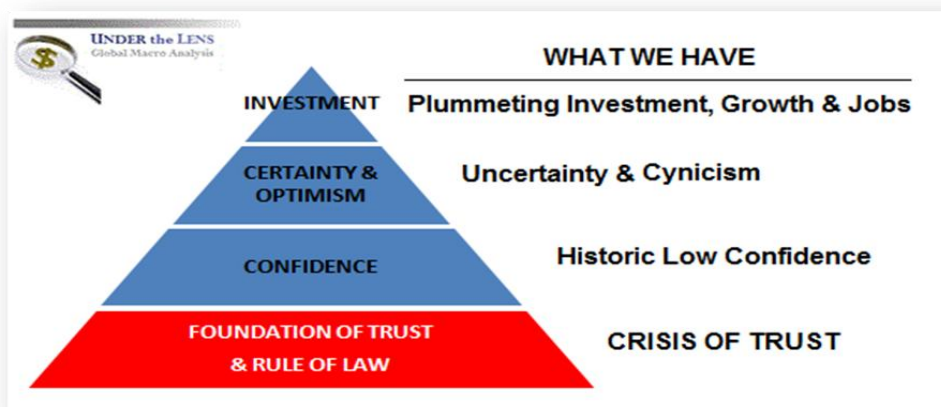 UNDER the LENS
Global Macro Analysis
$
WHAT WE HAVE
INVESTMENT
Plummeting Investment, Growth & Jobs
CERTAINTY &
OPTIMISM
Uncertainty & Cynicism
CONFIDENCE
Historic Low Confidence
FOUNDATION OF TRUST
& RULE OF LAW
CRISIS OF TRUST